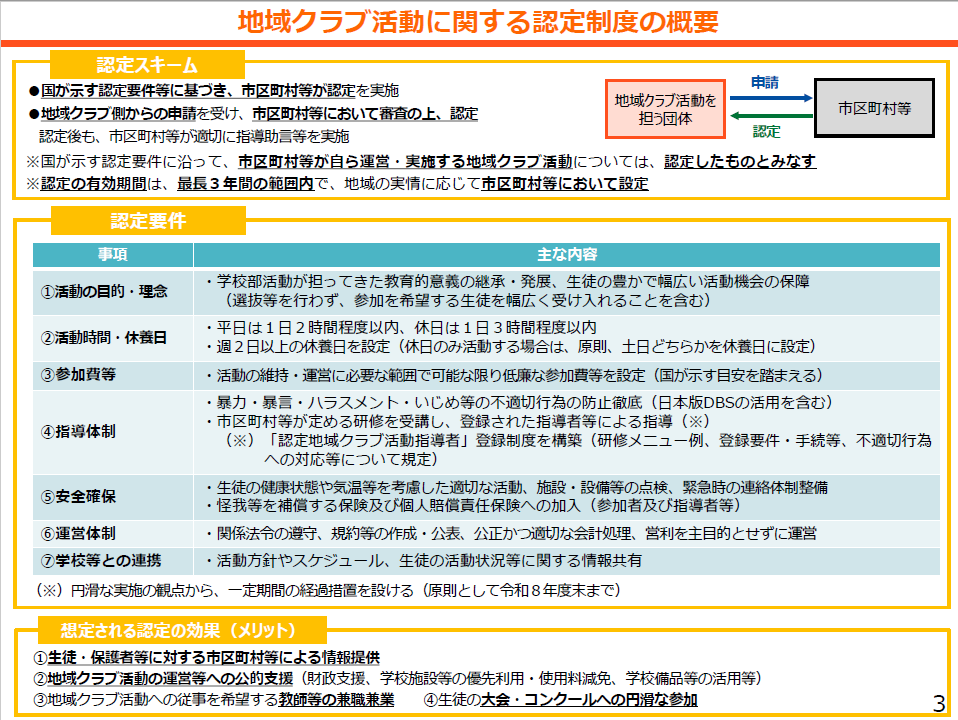 地域クラブ活動に関する認定制度の概要
認定スキーム
●国が示す認定要件等に基づき、市区町村等が認定を実施
●地域クラブ側からの申請を受け、市区町村等において審査の上、認定
認定後も、市区町村等が適切に指導助言等を実施
地域クラブ活動を
担う団体
申請
認定
市区町村等
※国が示す認定要件に沿って、市区町村等が自ら運営・実施する地域クラブ活動については、認定したものとみなす
※認定の有効期間は、最長３年間の範囲内で、地域の実情に応じて市区町村等において設定
認定要件
事項 主な内容
①活動の目的・理念
・学校部活動が担ってきた教育的意義の継承・発展、生徒の豊かで幅広い活動機会の保障
（選抜等を行わず、参加を希望する生徒を幅広く受け入れることを含む）
②活動時間・休養日
・平日は１日２時間程度以内、休日は１日３時間程度以内
・週２日以上の休養日を設定（休日のみ活動する場合は、原則、土日どちらかを休養日に設定）
③参加費等
・活動の維持・運営に必要な範囲で可能な限り低廉な参加費等を設定（国が示す目安を踏まえる）
④指導体制
・暴力・暴言・ハラスメント・いじめ等の不適切行為の防止徹底（日本版DBSの活用を含む）
・市区町村等が定める研修を受講し、登録された指導者等による指導（※）
（※）「認定地域クラブ活動指導者」登録制度を構築（研修メニュー例、登録要件・手続等、不適切行為
への対応等について規定）
⑤安全確保
・生徒の健康状態や気温等を考慮した適切な活動、施設・設備等の点検、緊急時の連絡体制整備
・怪我等を補償する保険及び個人賠償責任保険への加入（参加者及び指導者等）
⑥運営体制
・関係法令の遵守、規約等の作成・公表、公正かつ適切な会計処理、営利を主目的とせずに運営
⑦学校等との連携
・活動方針やスケジュール、生徒の活動状況等に関する情報共有
（※）円滑な実施の観点から、一定期間の経過措置を設ける（原則として令和８年度末まで）
想定される認定の効果（メリット）
①生徒・保護者等に対する市区町村等による情報提供
②地域クラブ活動の運営等への公的支援（財政支援、学校施設等の優先利用・使用料減免、学校備品等の活用等）
③地域クラブ活動への従事を希望する教師等の兼職兼業 ④生徒の大会・コンクールへの円滑な参加
3